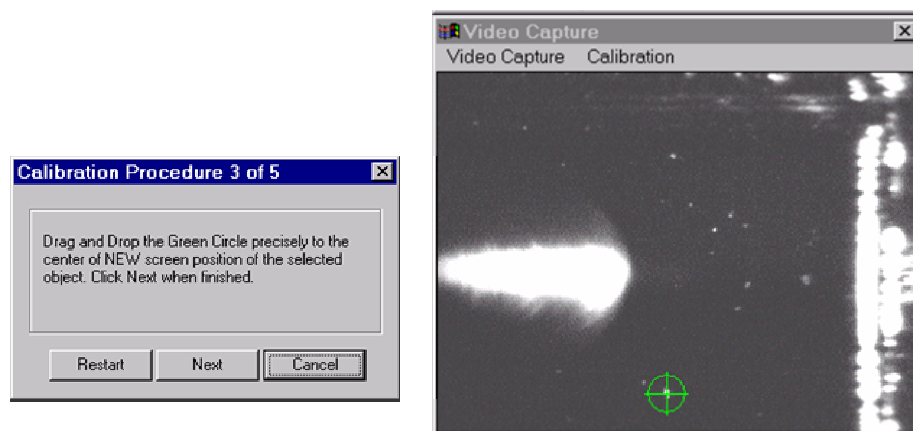 Calibration Procedure 3 of 5
Drag and Drop the Green Circle precisely to the
center of NEW screen position of the selected
object. Click Next when finished.
Restart Next Cancel
Video Capture
Video Capture Calibration